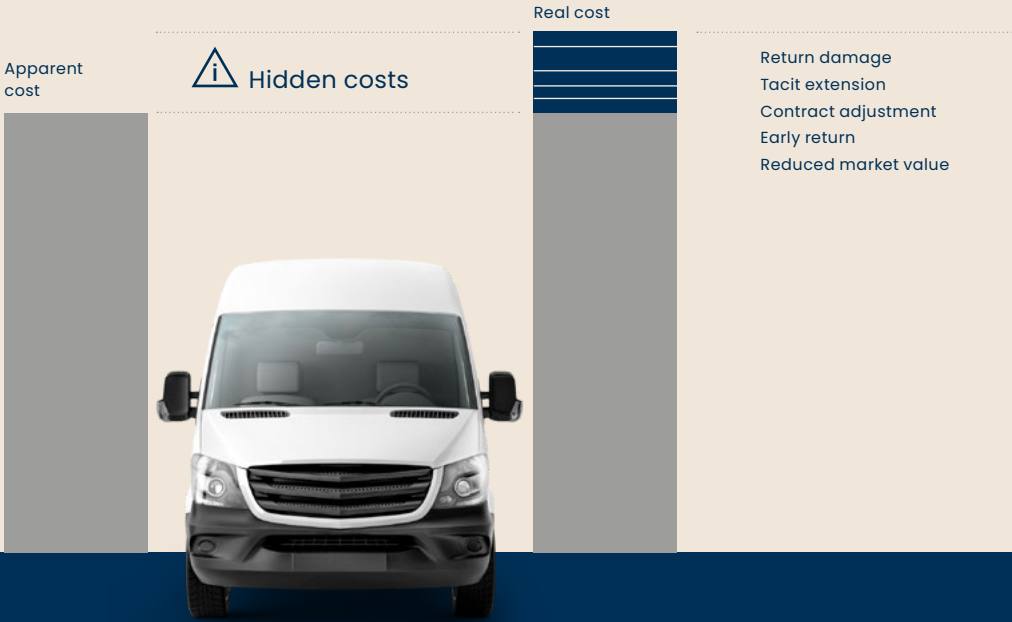 Real cost
Apparent
cost
Hidden costs
Return damage
Tacit extension
Contract adjustment
Early return
Reduced market value